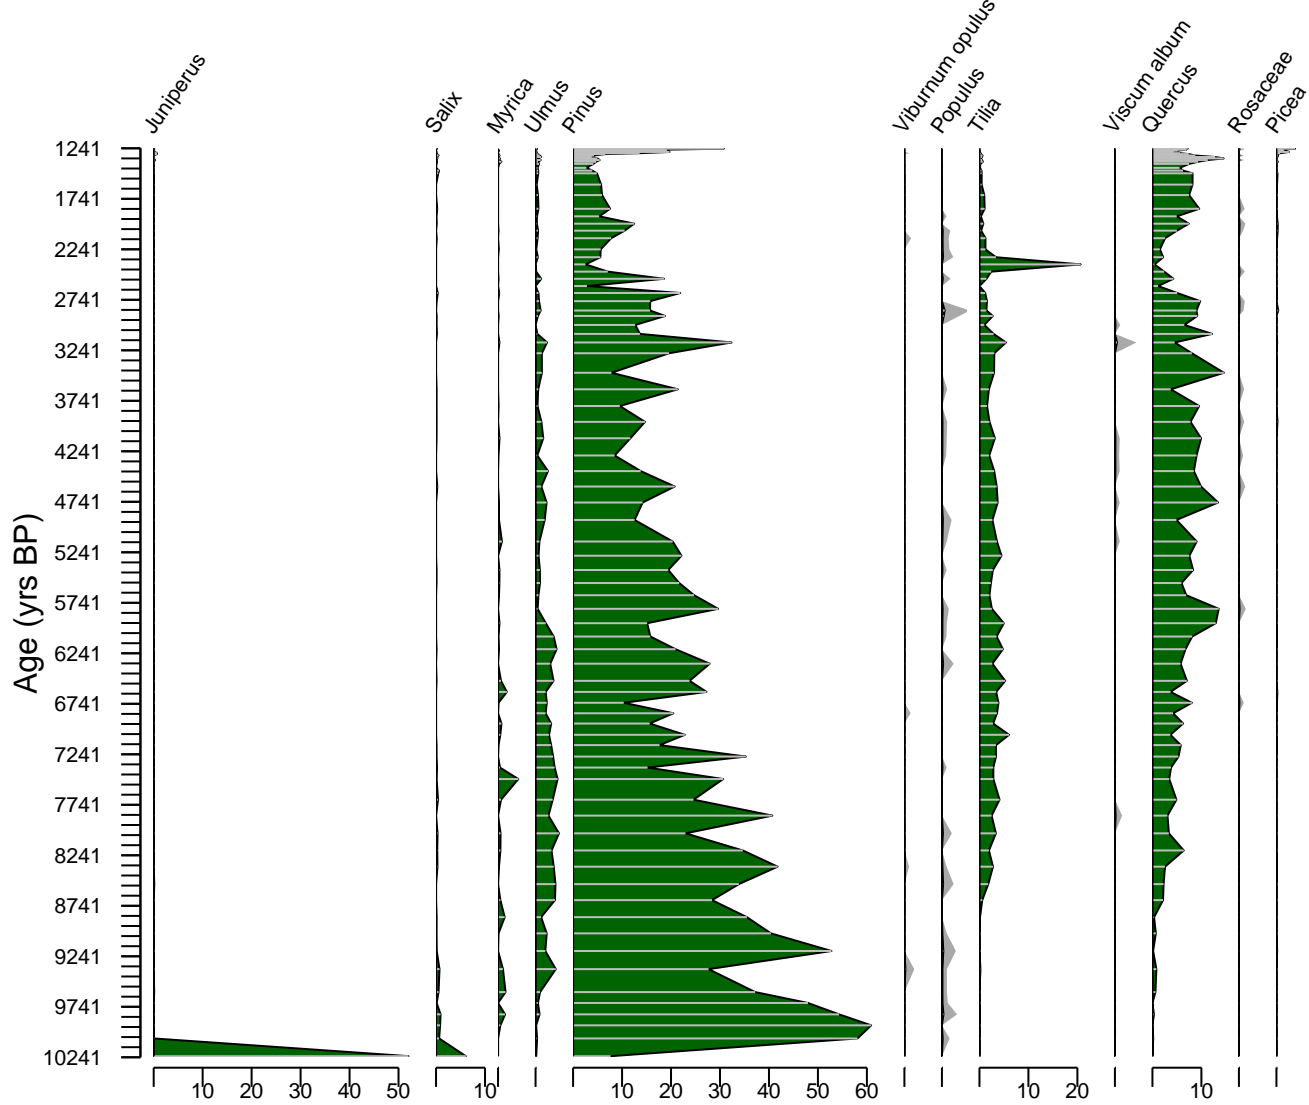 Juniperus
Salix
Myrica
Ulmus
Pinus
Viburnum opulus
Populus
Tilia
Viscum album
Quercus
Rosaceae
Picea
Age (yrs BP)
1241
1741
2241
2741
3241
3741
4241
4741
5241
5741
6241
6741
7241
7741
8241
8741
9241
9741
10241
10 20 30 40 50 10 10 20 30 40 50 60 10 20 10